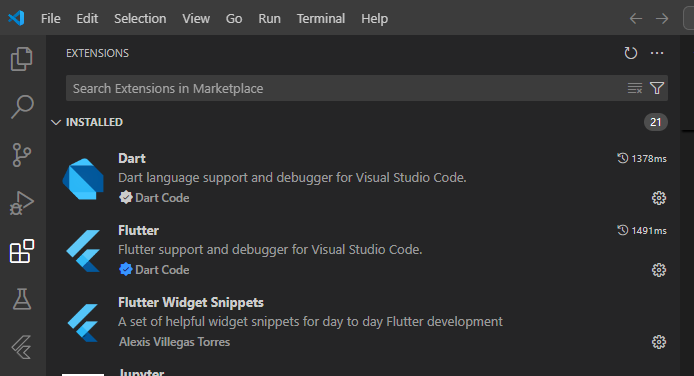 File Edit Selection View Go Run Terminal Help
EXTENSIONS
Search Extensions in Marketplace
INSTALLED 21
Dart 1378ms
Dart language support and debugger for Visual Studio Code.
Dart Code
Flutter 1491ms
Flutter support and debugger for Visual Studio Code.
Dart Code
Flutter Widget Snippets
A set of helpful widget snippets for day to day Flutter development
Alexis Villegas Torres
Jupyter